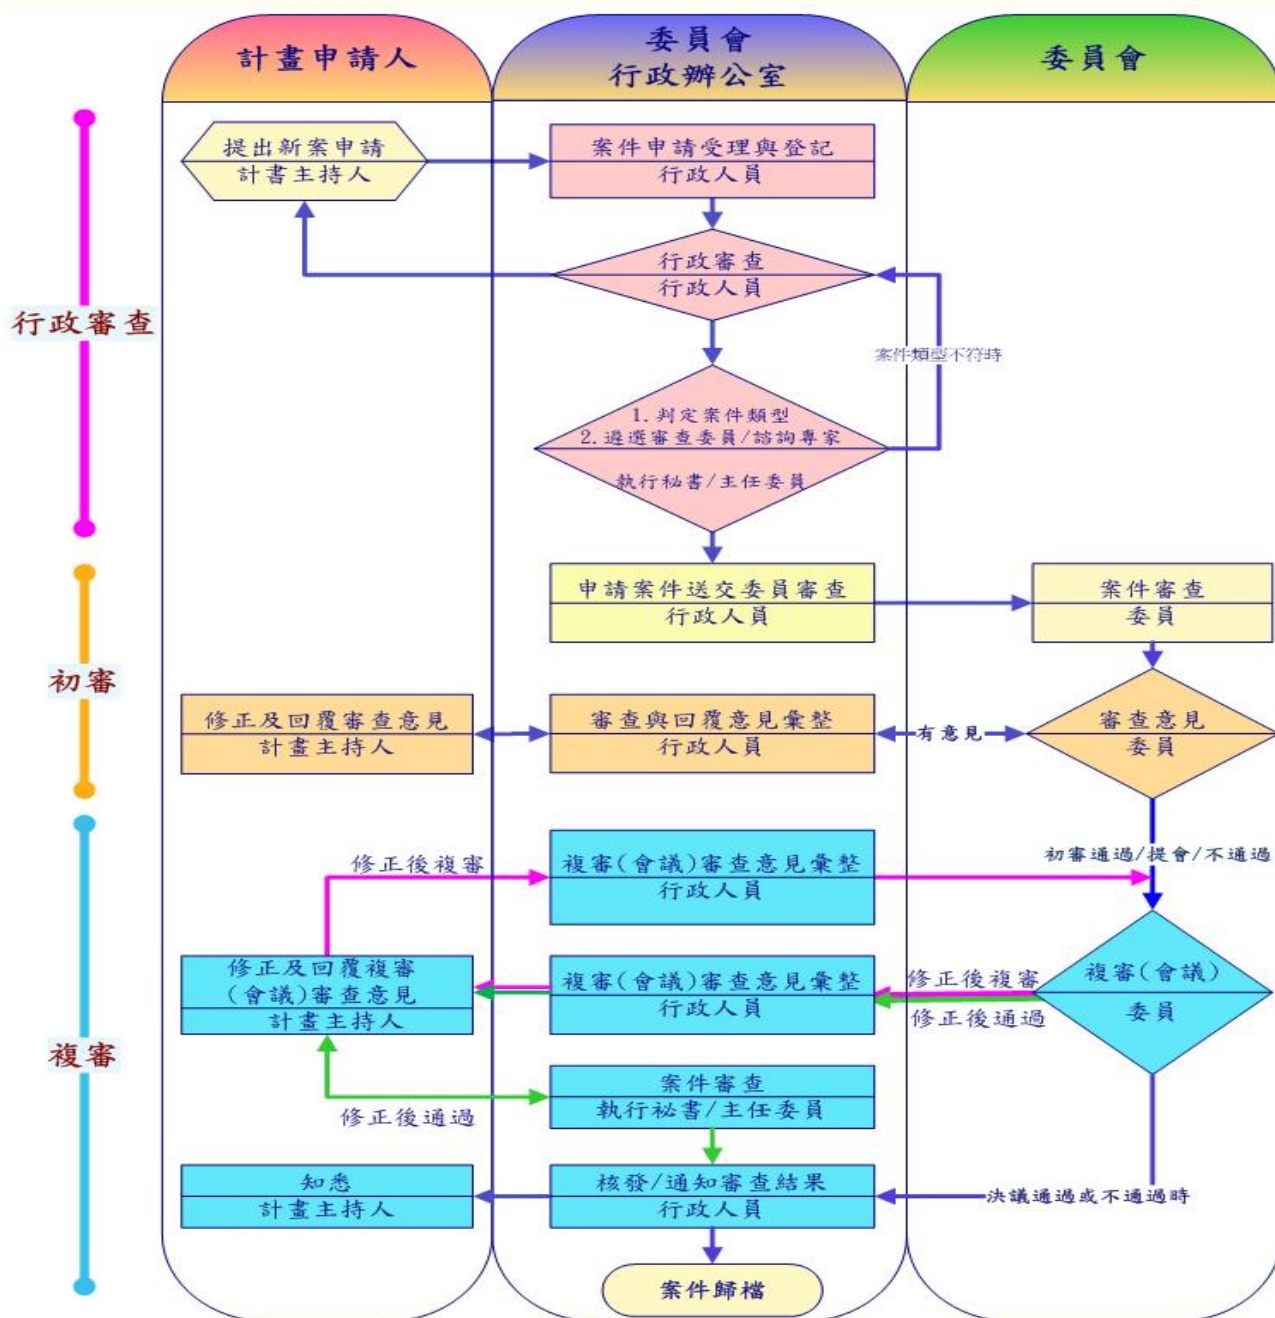 計畫申請人
委員會
行政辦公室
委員會
行政審查
提出新案申請
計書主持人
案件申請受理與登記
行政人員
行政審查
行政人員
案件類型不符時
1.判定案件類型
2.遴選審查委員/諮詢專家
執行秘書/主任委員
初審
申請案件送交委員審查
行政人員
案件審查
委員
修正及回覆審查意見
計畫主持人
審查與回覆意見彙整
行政人員
有意見
審查意見
委員
初審通過/提會/不通過
複審
修正後複審
複審(會議)審查意見彙整
行政人員
修正及回覆複審
(會議)審查意見
計畫主持人
複審(會議)審查意見彙整
行政人員
修正後複審
修正後通過
複審(會議)
委員
修正後通過
案件審查
執行祕書/主任委員
知悉
計畫主持人
核發/通知審查結果
行政人員
決議通過或不通過時
案件歸檔